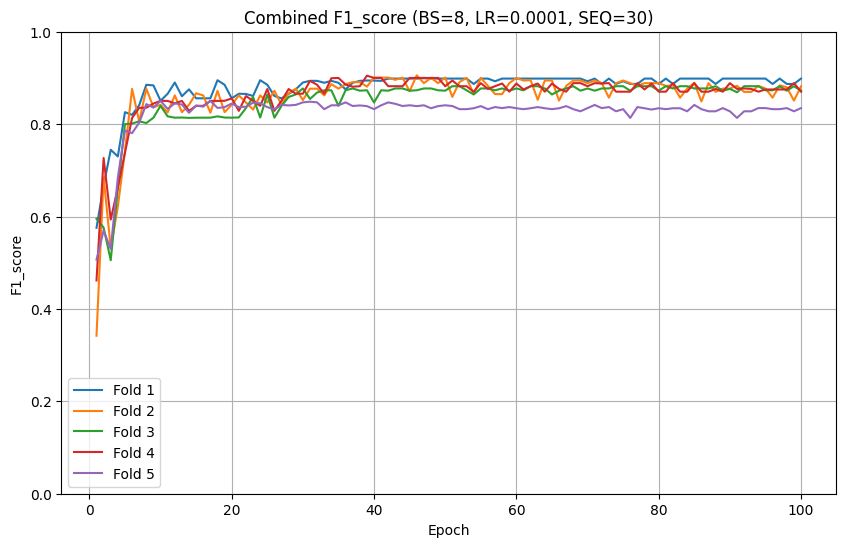 Combined F1_score (BS=8, LR=0.0001, SEQ=30)
1.0
0.8
0.6
0.4
0.2
0.0
F1_score
Fold 1
Fold 2
Fold 3
Fold 4
Fold 5
0 20 40 60 80 100
Epoch